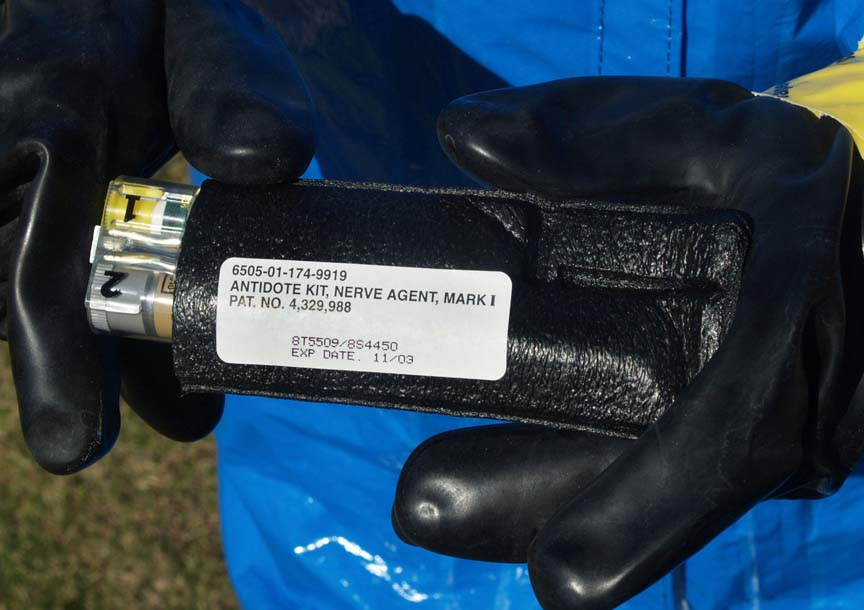 1
2
6505-01-174-9919
ANTIDOTE KIT, NERVE AGENT, MARK I
PAT. NO. 4,329,988
8T5509/8S4450
EXP DATE. 11/03